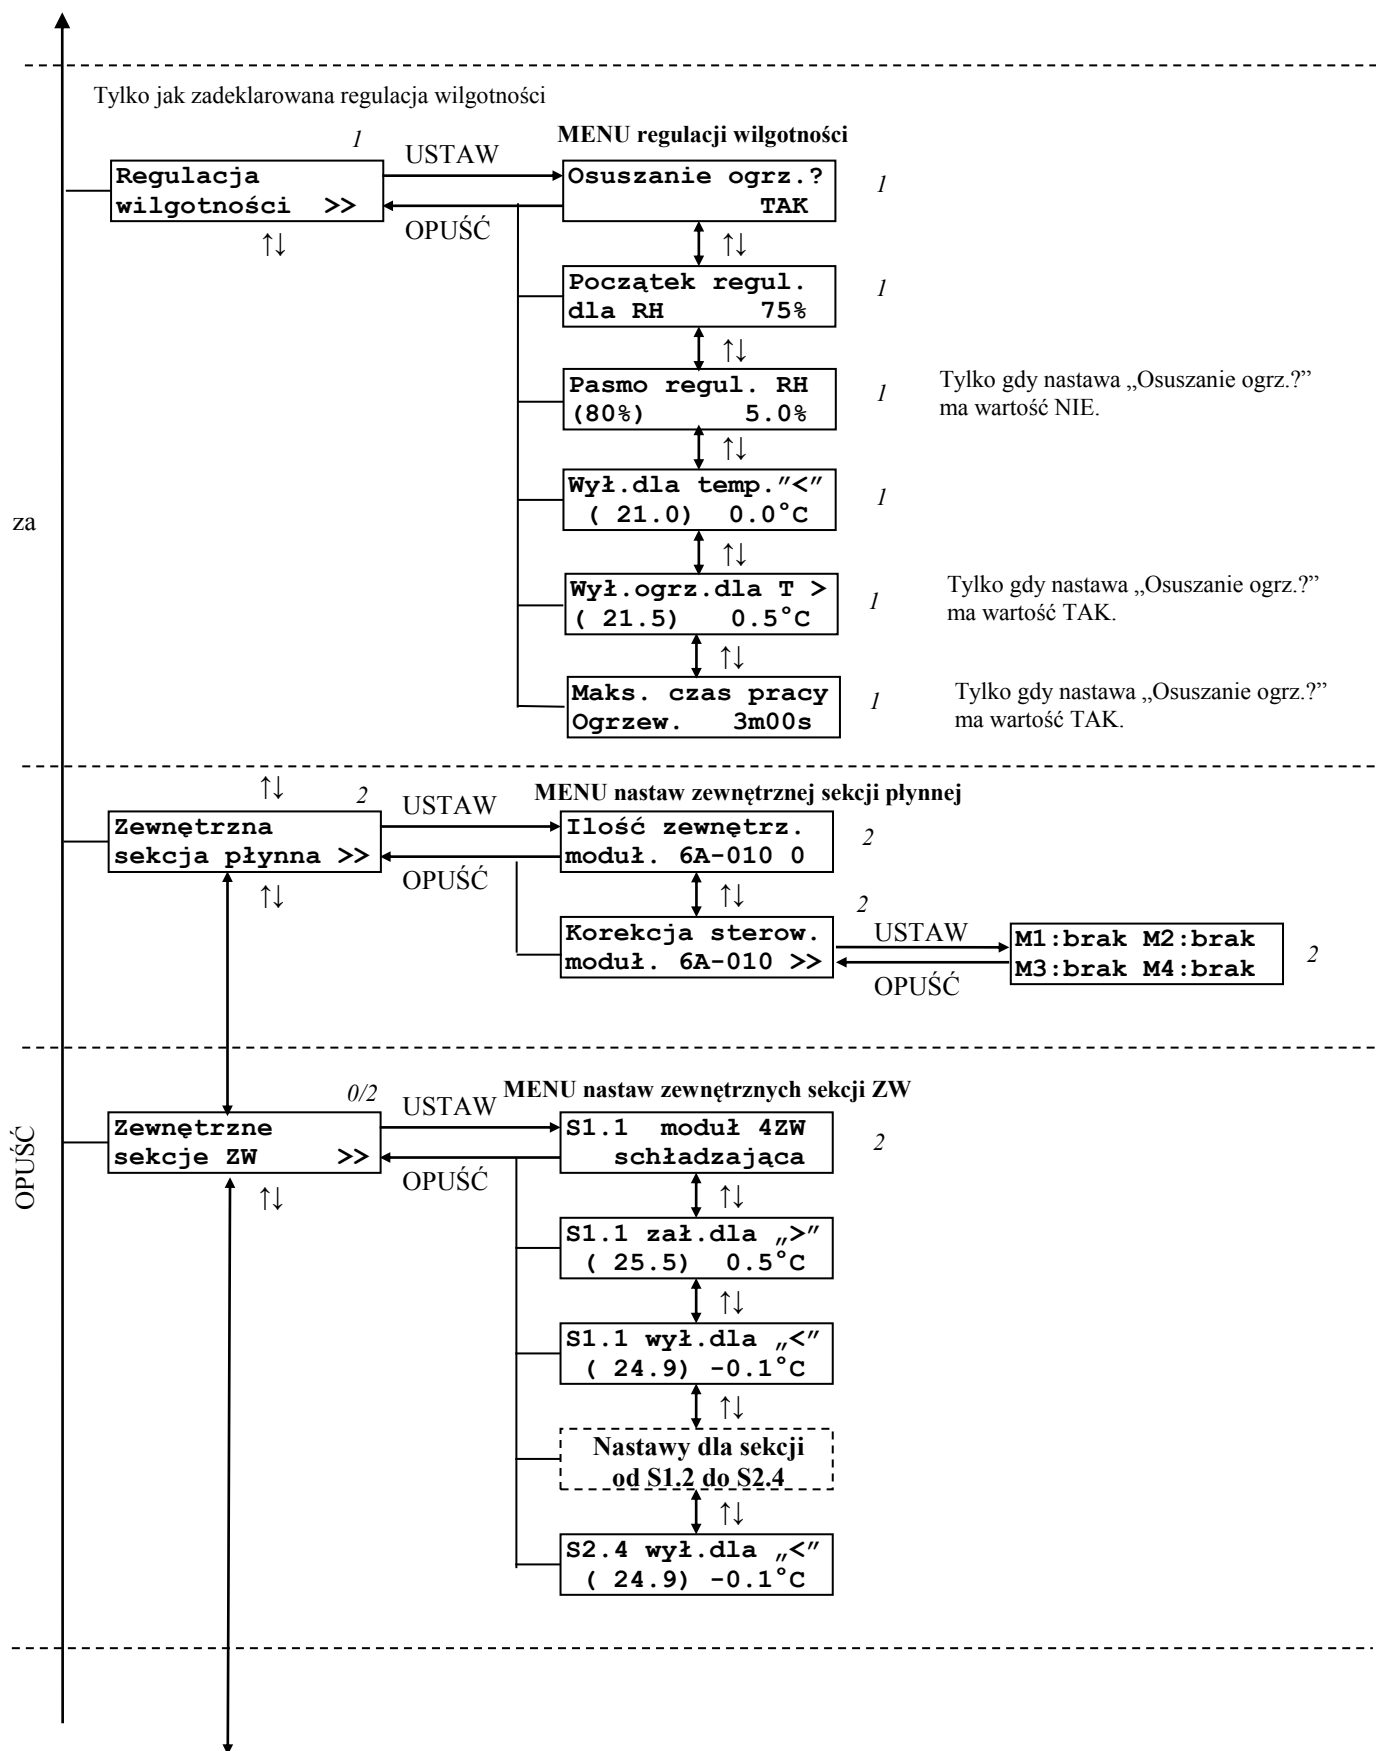 Tylko jak zadeklarowana regulacja wilgotności
MENU regulacji wilgotności
1
USTAW
Regulacja
wilgotności >>
OPUŚĆ
↑↓
Osuszanie ogrz.?
TAK
1
↑↓
Początek regul.
dla RH 75%
1
↑↓
Pasmo regul. RH
(80%) 5.0%
1
Tylko gdy nastawa „Osuszanie ogrz.?”
ma wartość NIE.
↑↓
Wył.dla temp."<"
( 21.0) 0.0°C
1
za
↑↓
Wył.ogrz.dla T >
( 21.5) 0.5°C
1
Tylko gdy nastawa „Osuszanie ogrz.?”
ma wartość TAK.
↑↓
Maks. czas pracy
Ogrzew. 3m00s
1
Tylko gdy nastawa „Osuszanie ogrz.?”
ma wartość TAK.
↑↓
2
USTAW
MENU nastaw zewnętrznej sekcji płynnej
Zewnętrzna
sekcja płynna >>
OPUŚĆ
↑↓
Ilość zewnętrz.
moduł. 6A-010 0
2
↑↓
2
Korekcja sterow.
moduł. 6A-010 >>
USTAW
OPUŚĆ
M1:brak M2:brak
M3:brak M4:brak
2
0/2
USTAW
MENU nastaw zewnętrznych sekcji ZW
OPUŚĆ
Zewnętrzne
sekcje ZW >>
OPUŚĆ
↑↓
S1.1 moduł 4ZW
schładzająca
2
↑↓
S1.1 zał.dla „>"
( 25.5) 0.5°C
↑↓
S1.1 wył.dla „<"
( 24.9) -0.1°C
↑↓
Nastawy dla sekcji
od S1.2 do S2.4
↑↓
S2.4 wył.dla „<"
( 24.9) -0.1°C